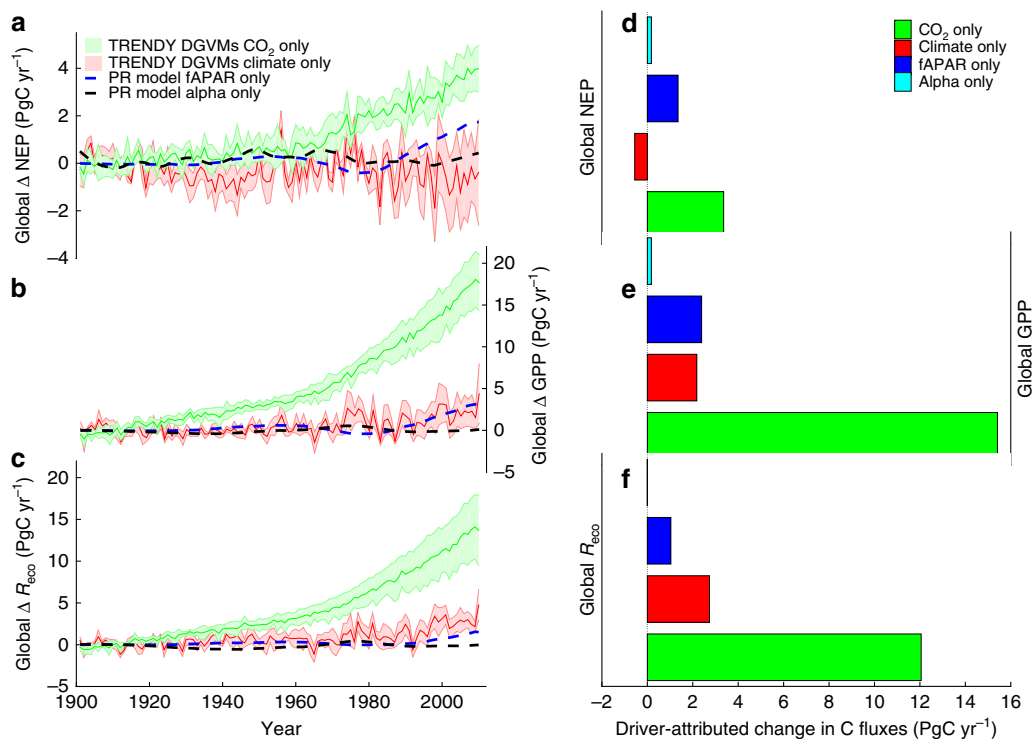 a
TRENDY DGVMs CO₂ only
TRENDY DGVMs climate only
PR model fAPAR only
PR model alpha only
4
2
0
−2
−4
Global Δ NEP (PgC yr⁻¹)
b
20
15
10
5
0
−5
Global Δ GPP (PgC yr⁻¹)
c
20
15
10
5
0
−5
Global Δ Reco (PgC yr⁻¹)
1900 1920 1940 1960 1980 2000
Year
d
CO₂ only
Climate only
fAPAR only
Alpha only
Global NEP
e
Global GPP
f
Global Reco
−2 0 2 4 6 8 10 12 14 16
Driver-attributed change in C fluxes (PgC yr⁻¹)